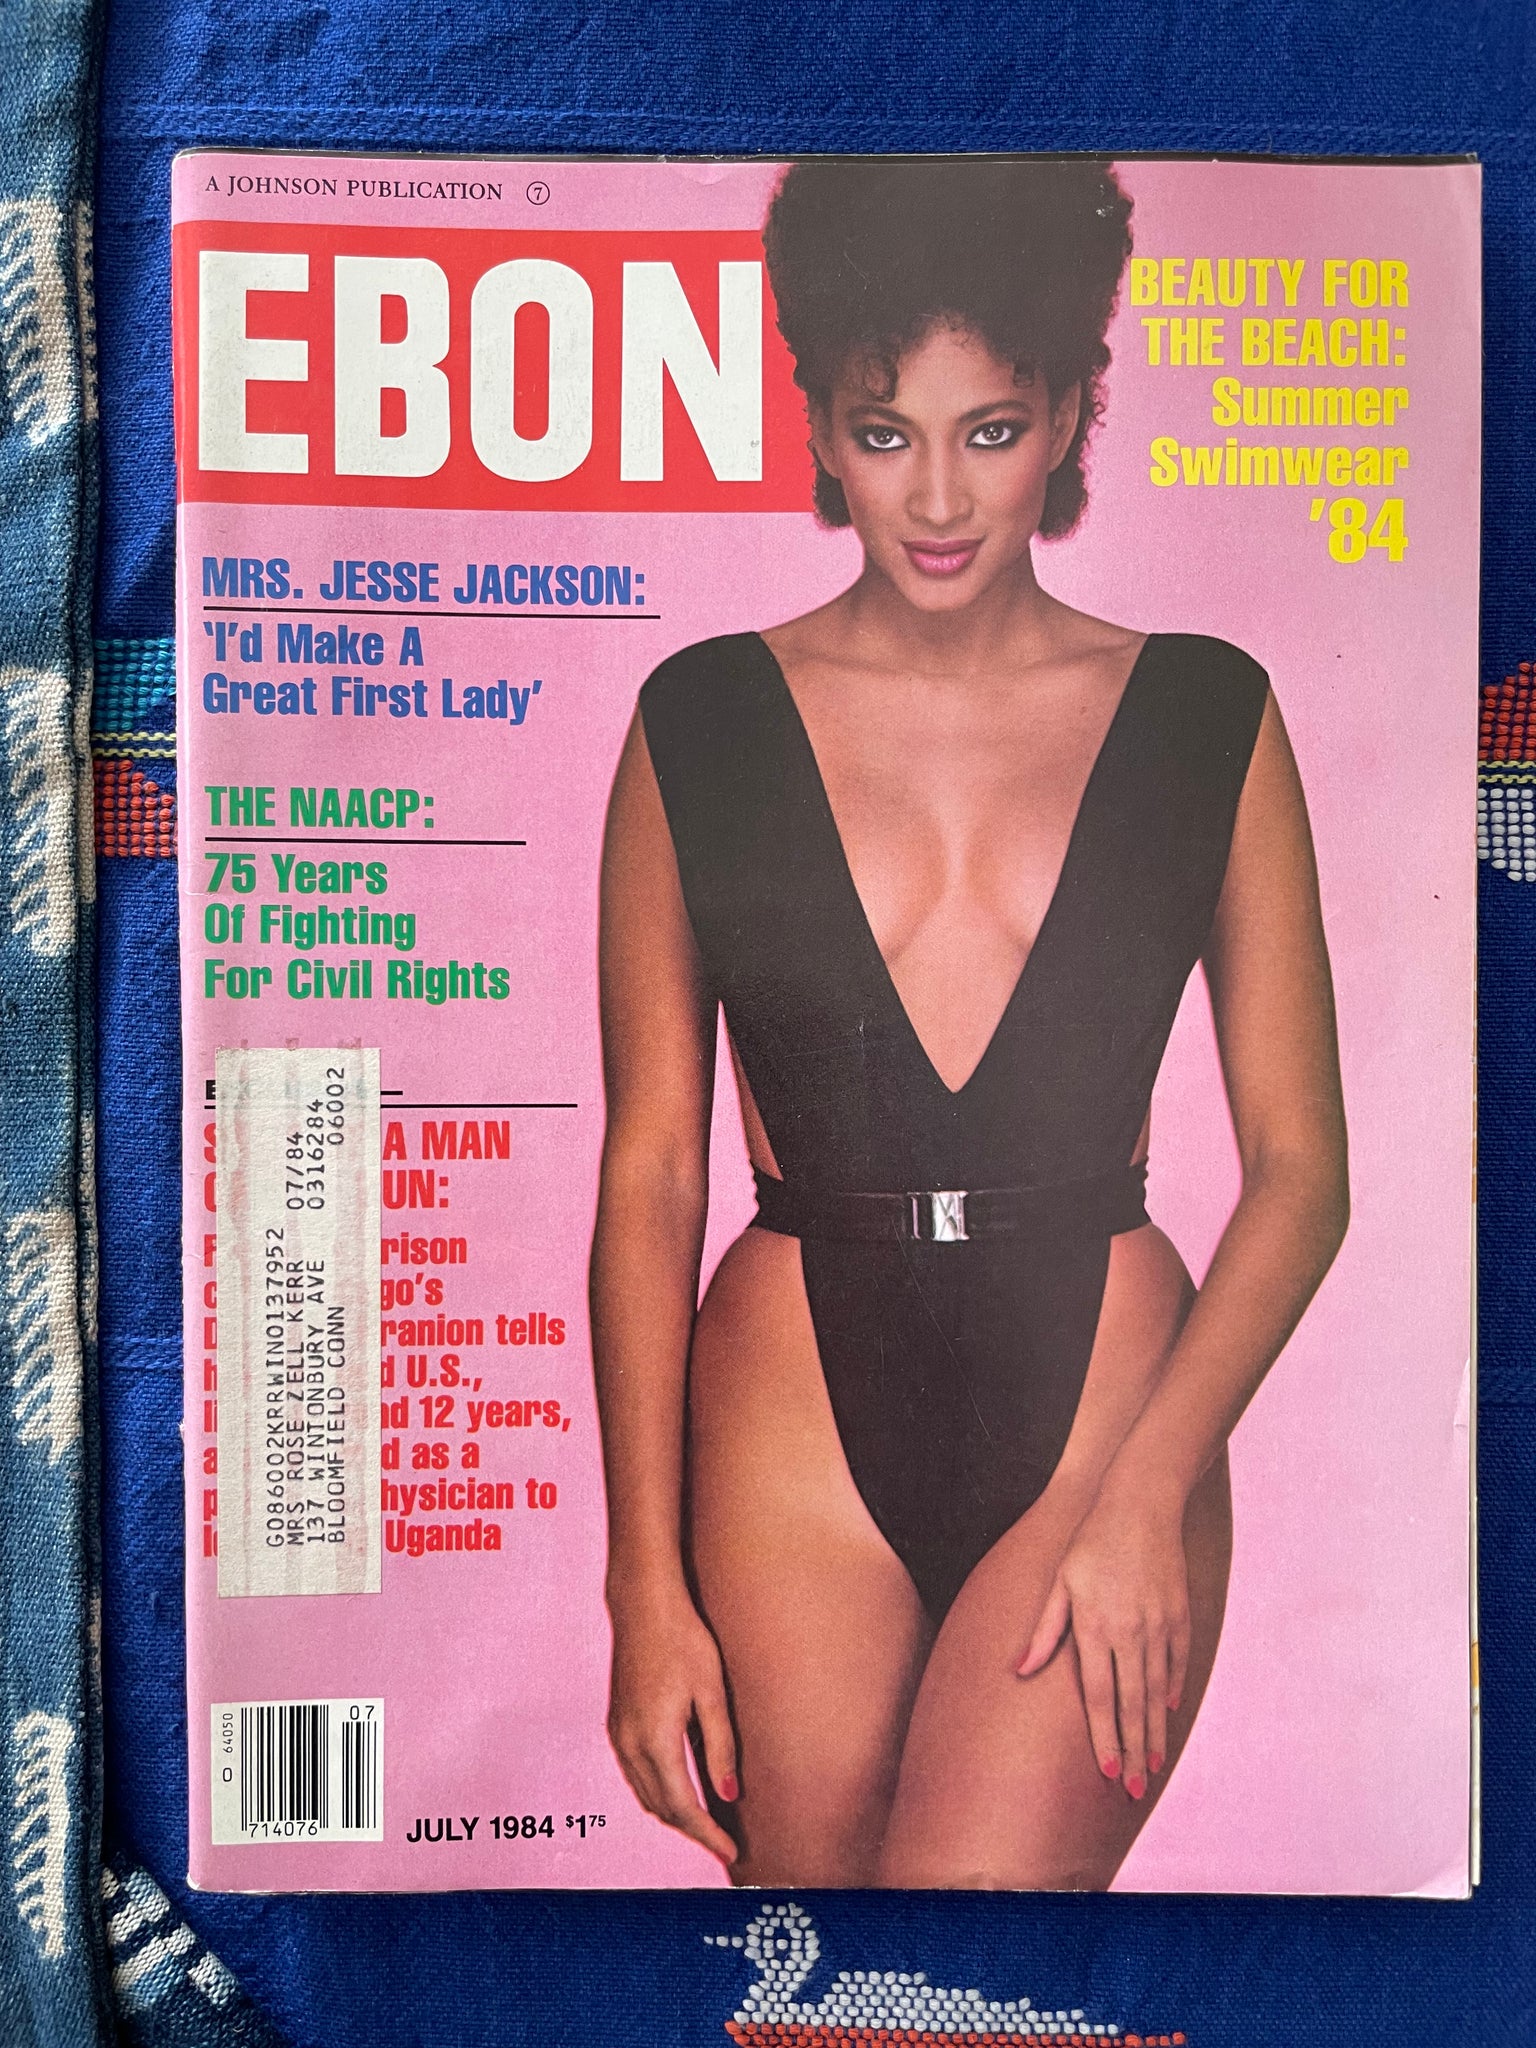 A JOHNSON PUBLICATION 7
EBON
BEAUTY FOR
THE BEACH:
Summer
Swimwear
'84
MRS. JESSE JACKSON:
'I'd Make A
Great First Lady'
THE NAACP:
75 Years
Of Fighting
For Civil Rights
A MAN
UN:
rison
go's
ranion tells
d U.S.,
nd 12 years,
d as a
hysician to
Uganda
GO86002KRRWINO137952 07/84
MRS ROSE ZELL KERR 0316284
137 WINTONBURY AVE 06002
BLOOMFIELD CONN
07
0 64050
714076
JULY 1984 $1 75